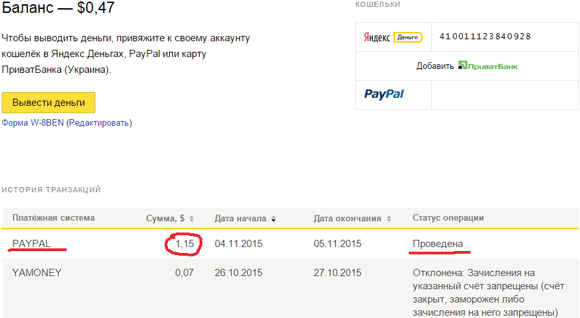 Баланс — $0,47
Чтобы выводить деньги, привяжите к своему аккаунту
кошелёк в Яндекс.Деньгах, PayPal или карту
ПриватБанка (Украина).
Вывести деньги
Форма W-8BEN (Редактировать)
КОШЕЛЬКИ
Яндекс Деньги 410011123840928
Добавить ПриватБанк
PayPal
ИСТОРИЯ ТРАНЗАКЦИЙ
Платёжная система Сумма, $ Дата начала Дата окончания Статус операции
PAYPAL 1,15 04.11.2015 05.11.2015 Проведена
YAMONEY 0,07 26.10.2015 27.10.2015 Отклонена: Зачисления на
указанный счёт запрещены (счёт
закрыт, заморожен либо
зачисления на него запрещены)